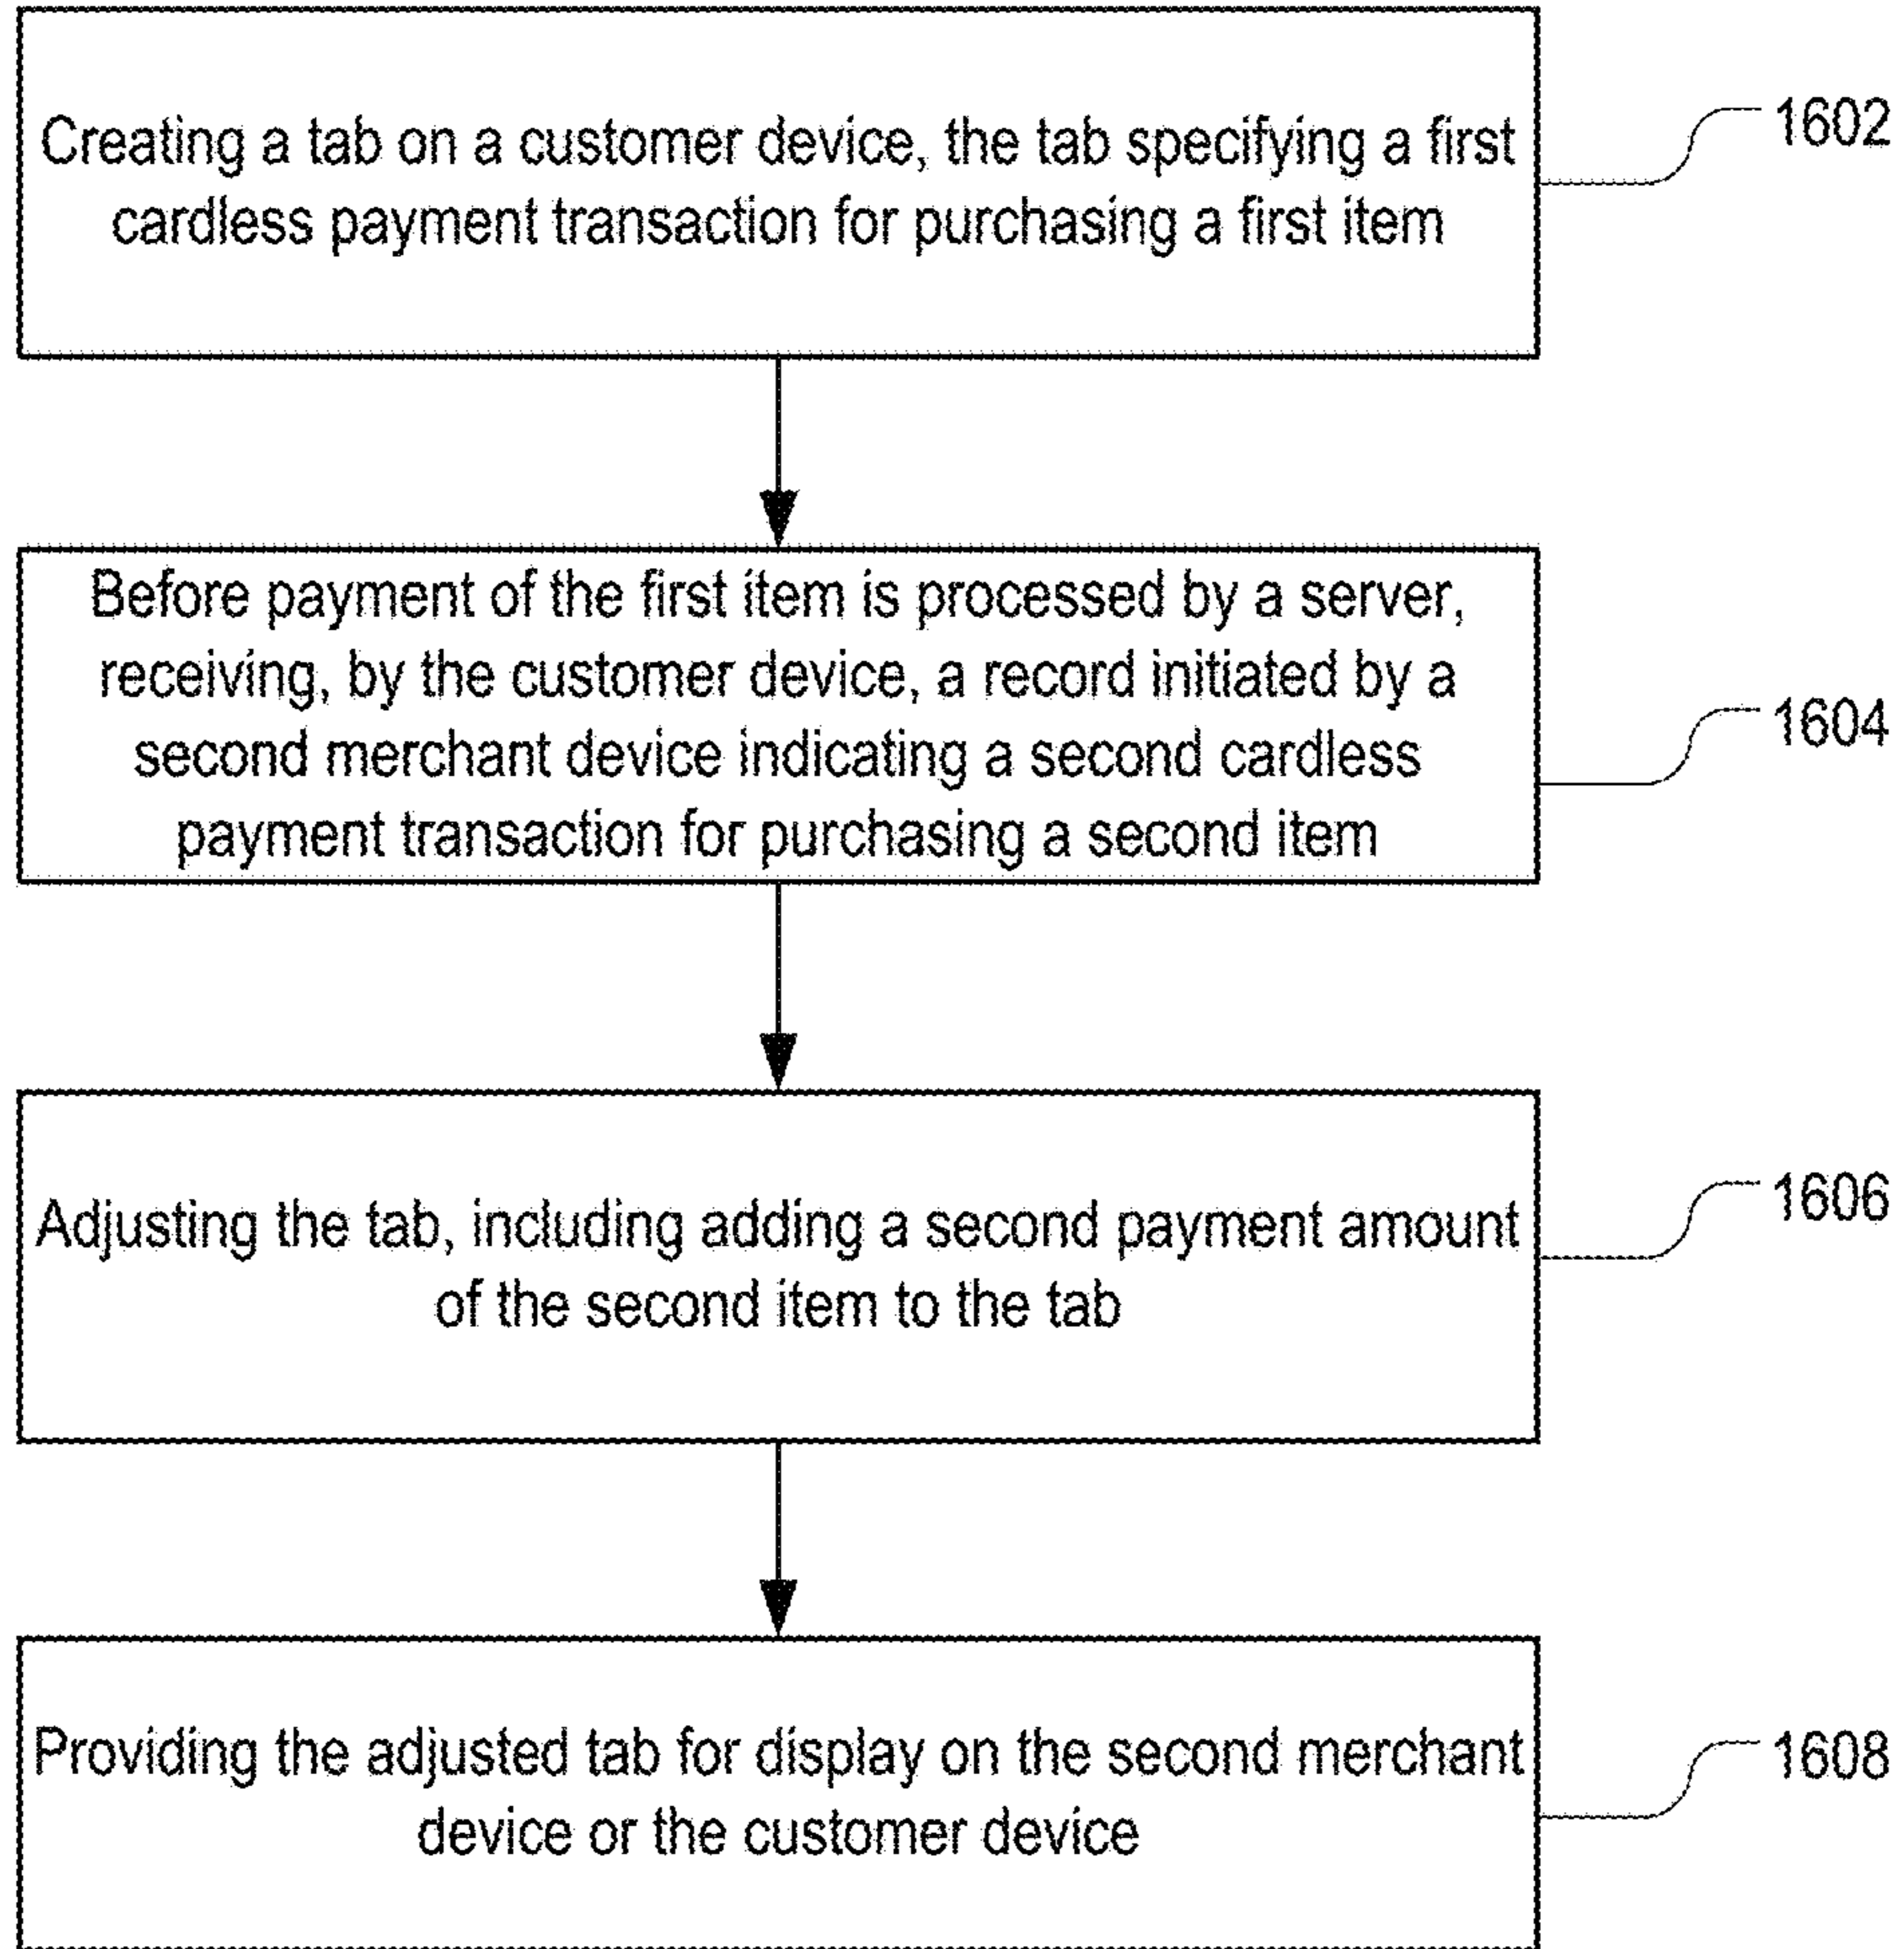 Creating a tab on a customer device, the tab specifying a first
cardless payment transaction for purchasing a first item
1602
Before payment of the first item is processed by a server,
receiving, by the customer device, a record initiated by a
second merchant device indicating a second cardless
payment transaction for purchasing a second item
1604
Adjusting the tab, including adding a second payment amount
of the second item to the tab
1606
Providing the adjusted tab for display on the second merchant
device or the customer device
1608